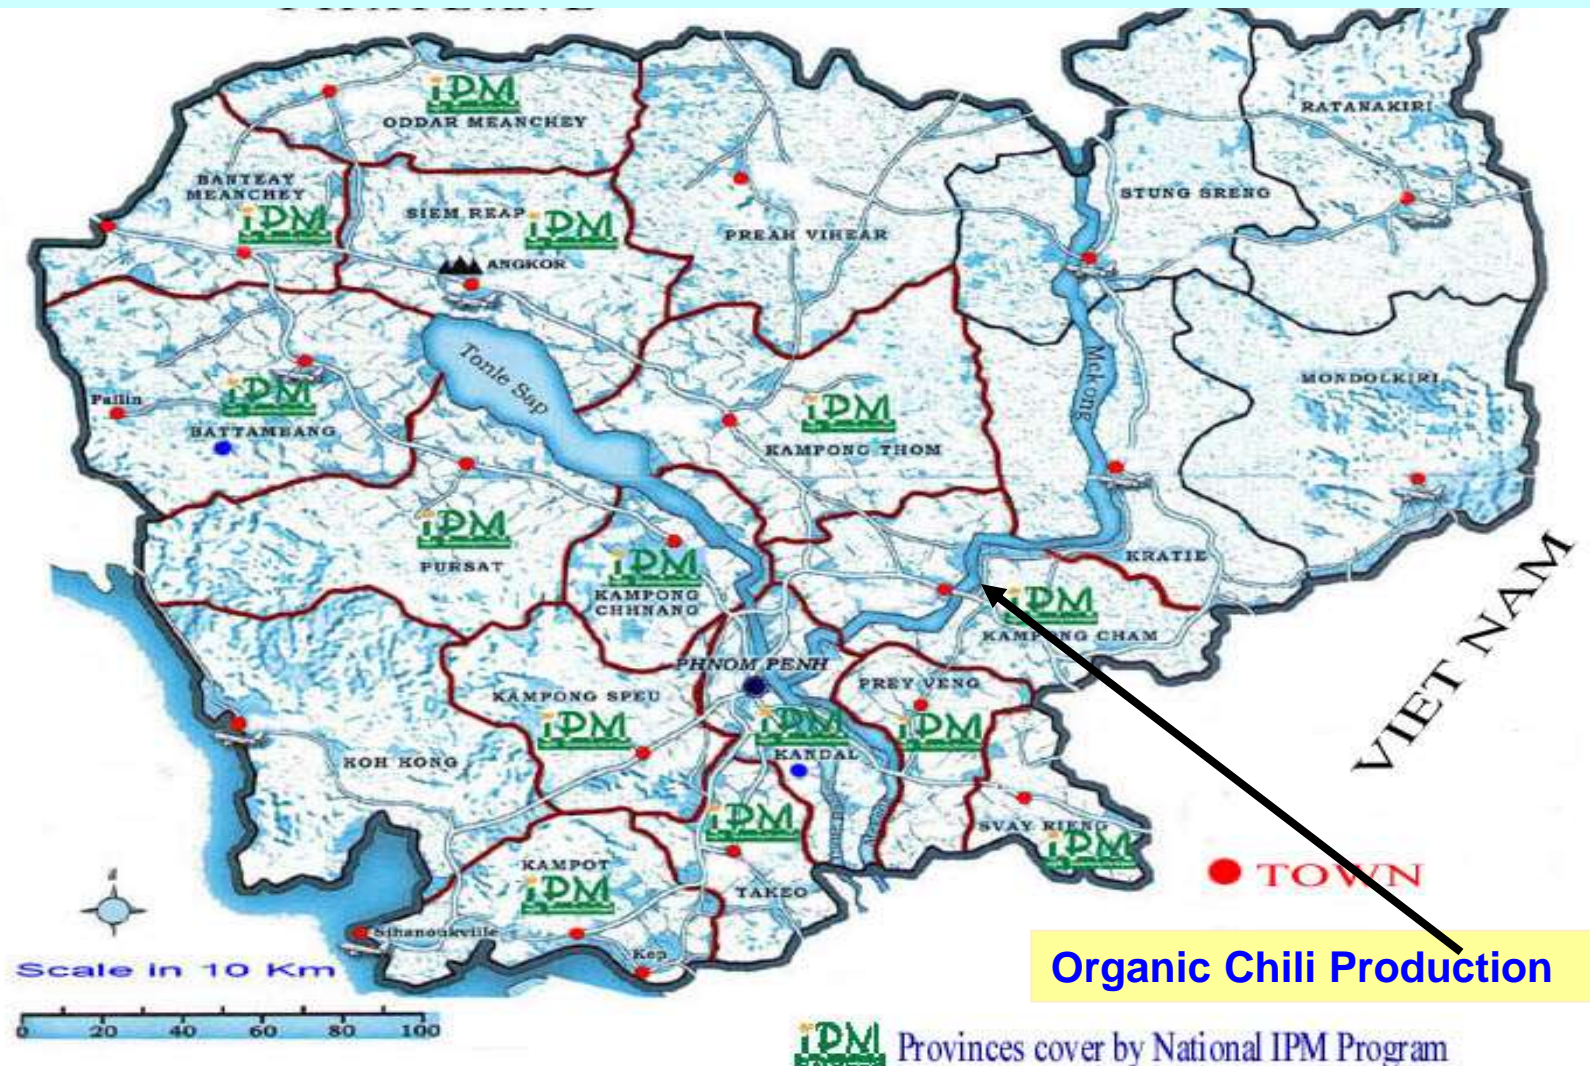 iPM
ODDAR MEANCHEY
RATANAKIRI
BANTEAY
MEANCHEY
iPM
SIEM REAP
iPM
STUNG SRENG
PREAH VIHEAR
ANGKOR
Tonle Sap
Mekong
MONDOLKIRI
Pailin
iPM
BATTAMBANG
iPM
KAMPONG THOM
iPM
PURSAT
iPM
KAMPONG
CHHNANG
KRATIE
iPM
KAMPONG CHAM
VIET NAM
PHNOM PENH
PREY VENG
iPM
KAMPONG SPEU
iPM
iPM
KANDAL
KOH KONG
iPM
SVAY RIENG
iPM
KAMPOT
iPM
TAKEO
TOWN
Sihanoukville
Kep
Organic Chili Production
Scale in 10 Km
0 20 40 60 80 100
iPM Provinces cover by National IPM Program